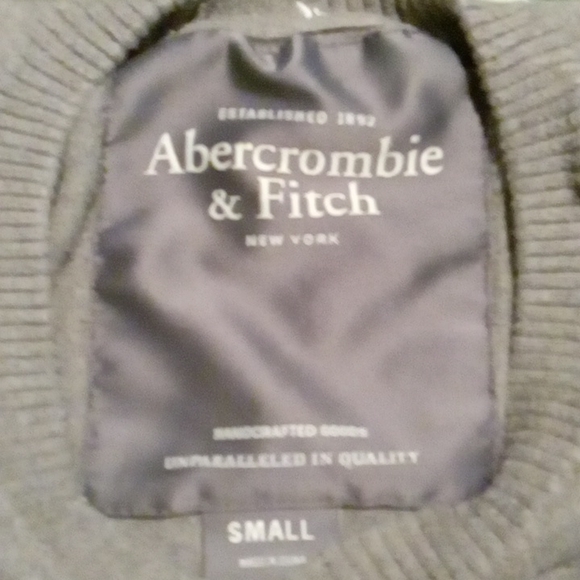 ESTABLISHED 1892
Abercrombie
& Fitch
NEW YORK
HANDCRAFTED GOODS
UNPARALLELED IN QUALITY
SMALL